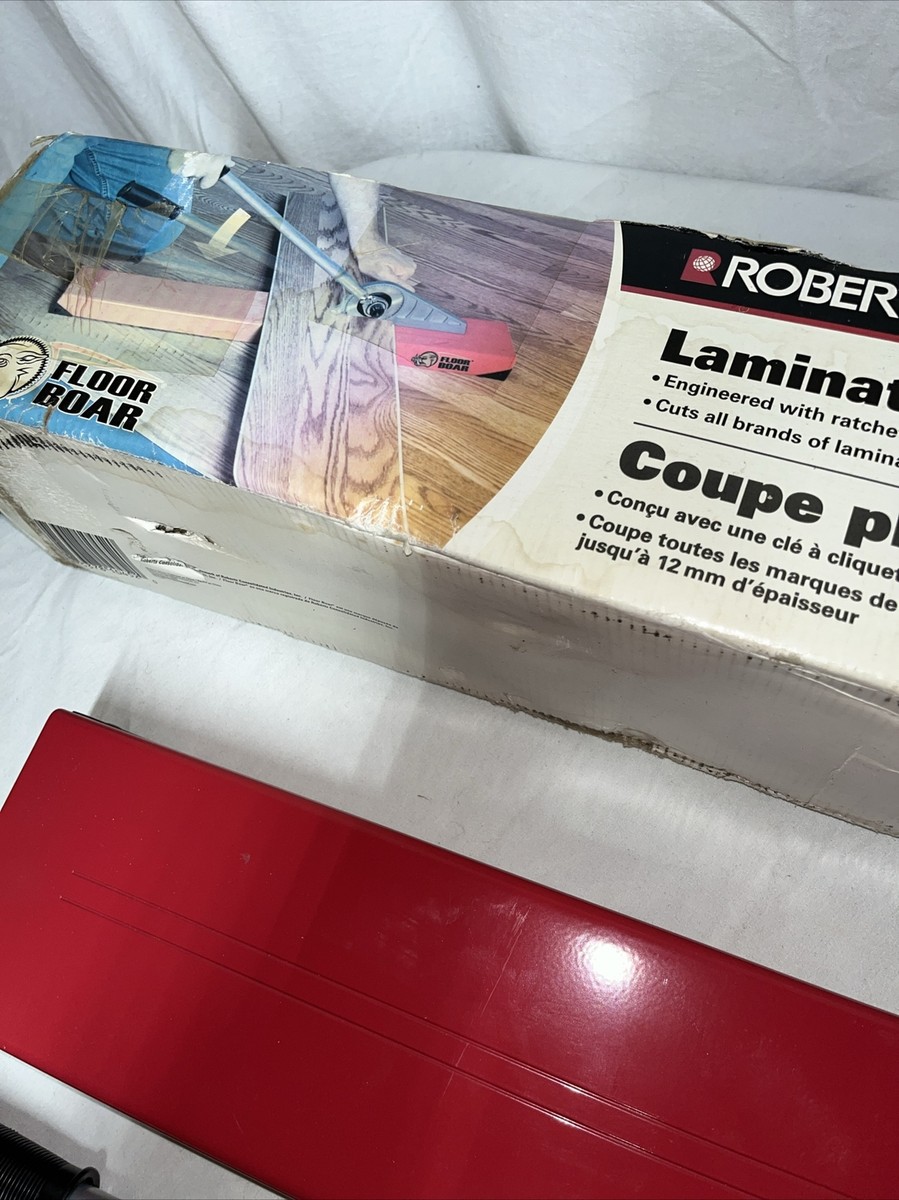 ROBER
FLOOR
BOAR
FLOOR
BOAR
Laminat
• Engineered with ratche
• Cuts all brands of lamina
Coupe pl
• Conçu avec une clé à cliquet
• Coupe toutes les marques de
jusqu'à 12 mm d'épaisseur